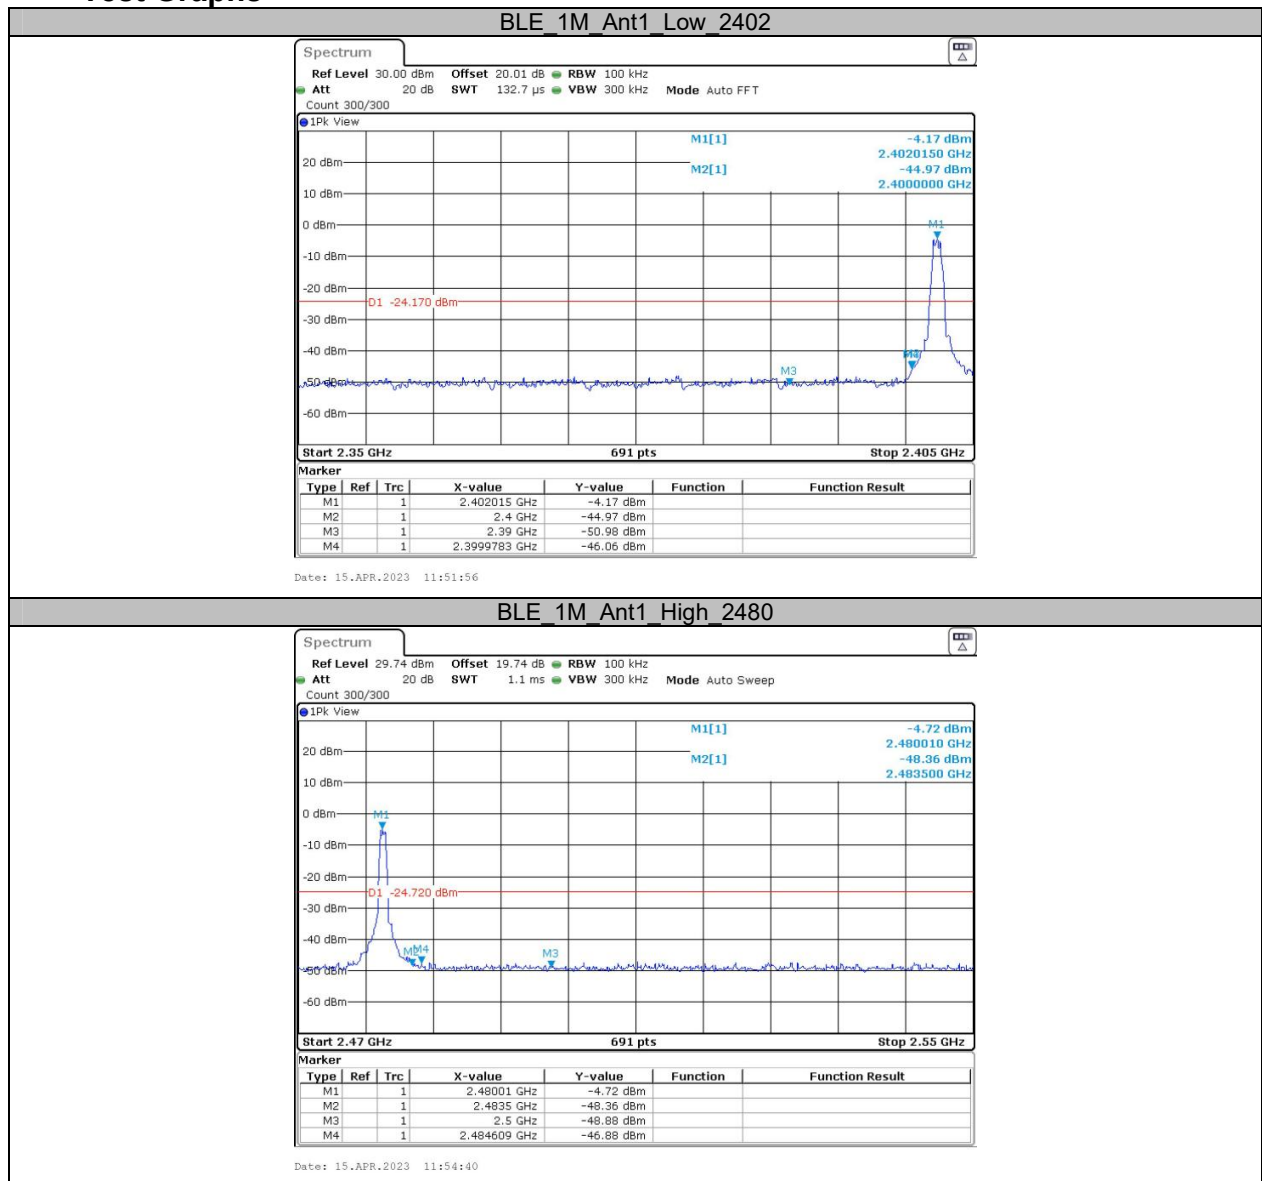 Test Graphs
BLE_1M_Ant1_Low_2402
Spectrum
Ref Level 30.00 dBm Offset 20.01 dB RBW 100 kHz
Att 20 dB SWT 132.7 µs VBW 300 kHz Mode Auto FFT
Count 300/300
1Pk View
M1[1] -4.17 dBm
2.4020150 GHz
20 dBm
M2[1] -44.97 dBm
2.4000000 GHz
10 dBm
0 dBm
M1
-10 dBm
-20 dBm
D1 -24.170 dBm
-30 dBm
-40 dBm
M3
-50 dBm
-60 dBm
Start 2.35 GHz 691 pts Stop 2.405 GHz
Marker
Type Ref Trc X-value Y-value Function Function Result
M1 1 2.402015 GHz -4.17 dBm
M2 1 2.4 GHz -44.97 dBm
M3 1 2.39 GHz -50.98 dBm
M4 1 2.3999783 GHz -46.06 dBm
Date: 15.APR.2023 11:51:56
BLE_1M_Ant1_High_2480
Spectrum
Ref Level 29.74 dBm Offset 19.74 dB RBW 100 kHz
Att 20 dB SWT 1.1 ms VBW 300 kHz Mode Auto Sweep
Count 300/300
1Pk View
M1[1] -4.72 dBm
2.480010 GHz
20 dBm
M2[1] -48.36 dBm
2.483500 GHz
10 dBm
0 dBm
M1
-10 dBm
-20 dBm
D1 -24.720 dBm
-30 dBm
-40 dBm
M2 M4 M3
-50 dBm
-60 dBm
Start 2.47 GHz 691 pts Stop 2.55 GHz
Marker
Type Ref Trc X-value Y-value Function Function Result
M1 1 2.48001 GHz -4.72 dBm
M2 1 2.4835 GHz -48.36 dBm
M3 1 2.5 GHz -48.88 dBm
M4 1 2.484609 GHz -46.88 dBm
Date: 15.APR.2023 11:54:40